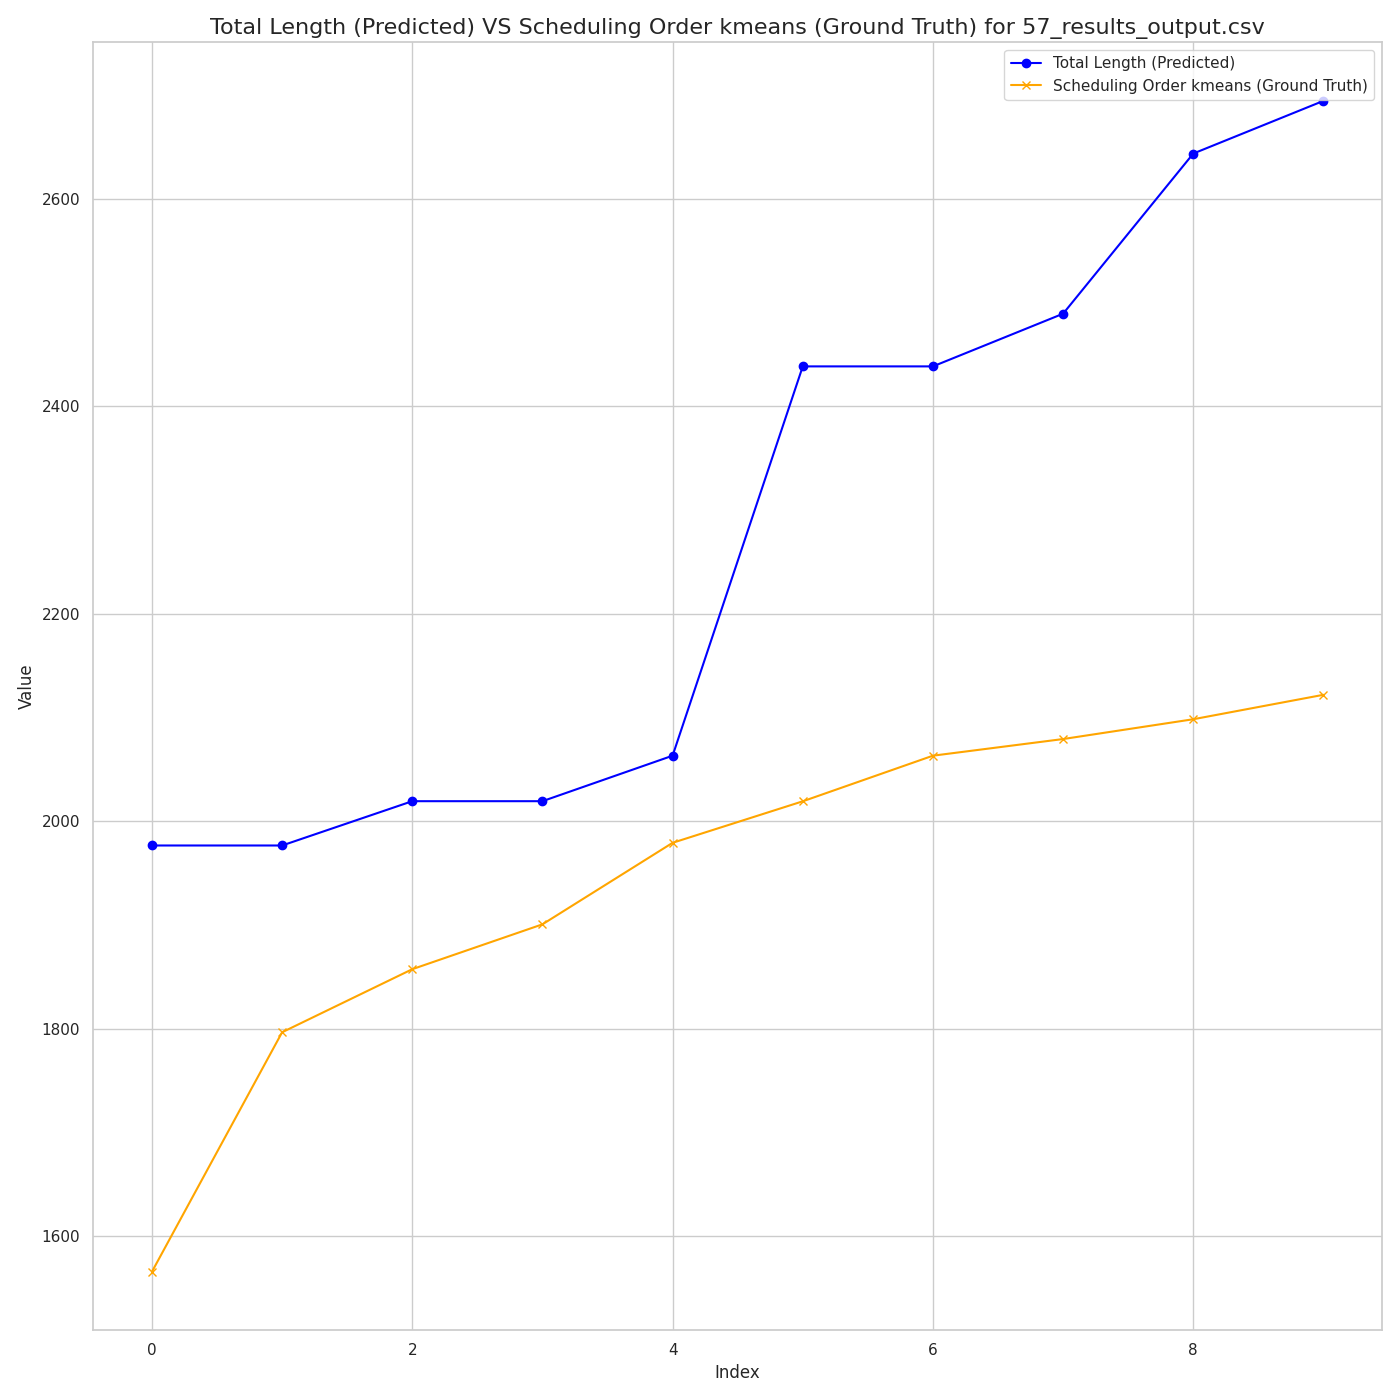 Total Length (Predicted) VS Scheduling Order kmeans (Ground Truth) for 57_results_output.csv
Total Length (Predicted)
Scheduling Order kmeans (Ground Truth)
2600
2400
2200
2000
1800
1600
Value
0 2 4 6 8
Index